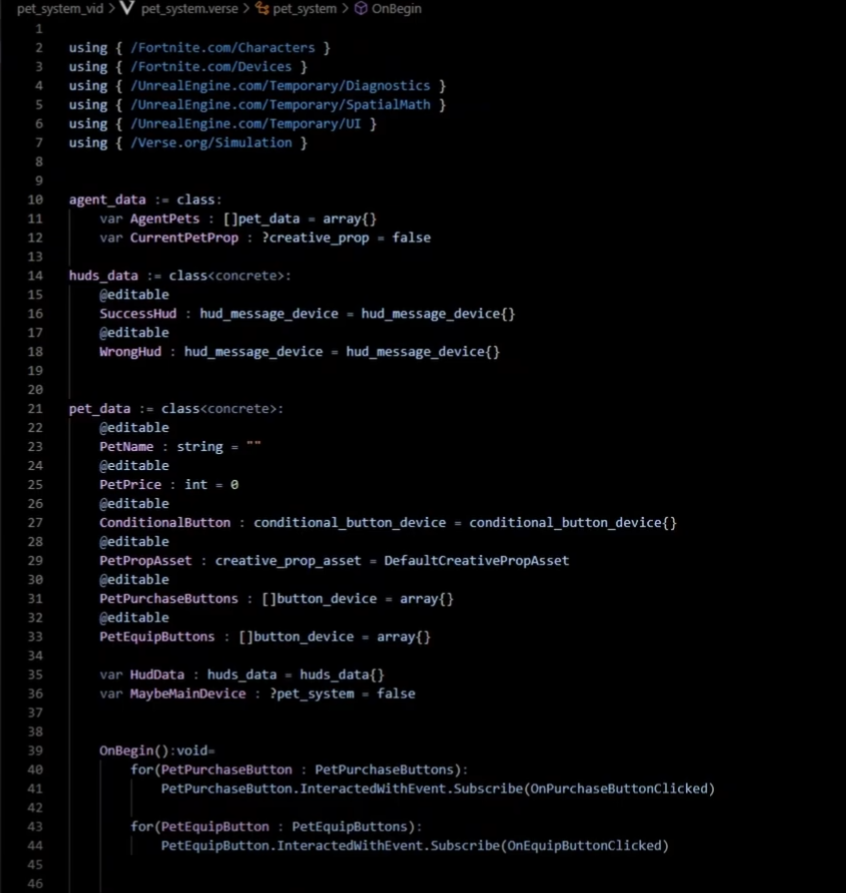 pet_system_vid > pet_system.verse > pet_system > OnBegin
1
2 using { /Fortnite.com/Characters }
3 using { /Fortnite.com/Devices }
4 using { /UnrealEngine.com/Temporary/Diagnostics }
5 using { /UnrealEngine.com/Temporary/SpatialMath }
6 using { /UnrealEngine.com/Temporary/UI }
7 using { /Verse.org/Simulation }
8
9
10 agent_data := class:
11     var AgentPets : []pet_data = array{}
12     var CurrentPetProp : ?creative_prop = false
13
14 huds_data := class<concrete>:
15     @editable
16     SuccessHud : hud_message_device = hud_message_device{}
17     @editable
18     WrongHud : hud_message_device = hud_message_device{}
19
20
21 pet_data := class<concrete>:
22     @editable
23     PetName : string = ""
24     @editable
25     PetPrice : int = 0
26     @editable
27     ConditionalButton : conditional_button_device = conditional_button_device{}
28     @editable
29     PetPropAsset : creative_prop_asset = DefaultCreativePropAsset
30     @editable
31     PetPurchaseButtons : []button_device = array{}
32     @editable
33     PetEquipButtons : []button_device = array{}
34
35     var HudData : huds_data = huds_data{}
36     var MaybeMainDevice : ?pet_system = false
37
38
39     OnBegin():void=
40         for(PetPurchaseButton : PetPurchaseButtons):
41             PetPurchaseButton.InteractedWithEvent.Subscribe(OnPurchaseButtonClicked)
42
43         for(PetEquipButton : PetEquipButtons):
44             PetEquipButton.InteractedWithEvent.Subscribe(OnEquipButtonClicked)
45
46